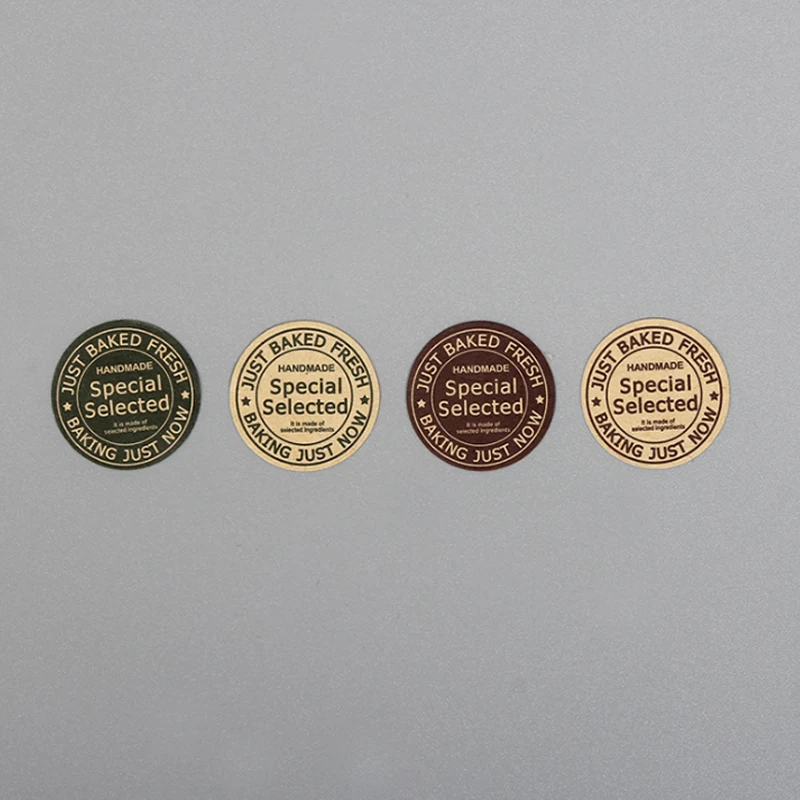 JUST BAKED FRESH
HANDMADE
Special
Selected
It is made of
selected ingredients
BAKING JUST NOW
JUST BAKED FRESH
HANDMADE
Special
Selected
It is made of
selected ingredients
BAKING JUST NOW
JUST BAKED FRESH
HANDMADE
Special
Selected
It is made of
selected ingredients
BAKING JUST NOW
JUST BAKED FRESH
HANDMADE
Special
Selected
It is made of
selected ingredients
BAKING JUST NOW